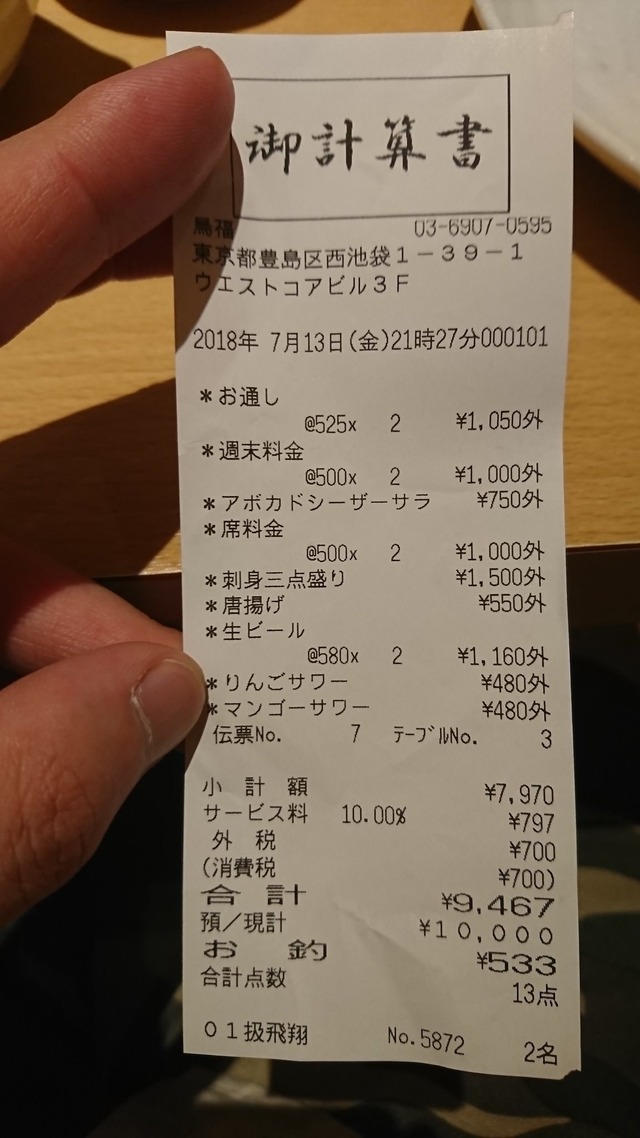 御計算書
鳥福 03-6907-0595
東京都豊島区西池袋1-39-1
ウエストコアビル3F
2018年 7月13日(金)21時27分000101
*お通し
@525x 2 ¥1,050外
*週末料金
@500x 2 ¥1,000外
*アボカドシーザーサラ ¥750外
*席料金
@500x 2 ¥1,000外
*刺身三点盛り ¥1,500外
*唐揚げ ¥550外
*生ビール
@580x 2 ¥1,160外
*りんごサワー ¥480外
*マンゴーサワー ¥480外
伝票No. 7 テーブルNo. 3
小計額 ¥7,970
サービス料 10.00% ¥797
外税 ¥700
(消費税 ¥700)
合計 ¥9,467
預/現計 ¥10,000
お釣 ¥533
合計点数 13点
01扱飛翔 No.5872 2名